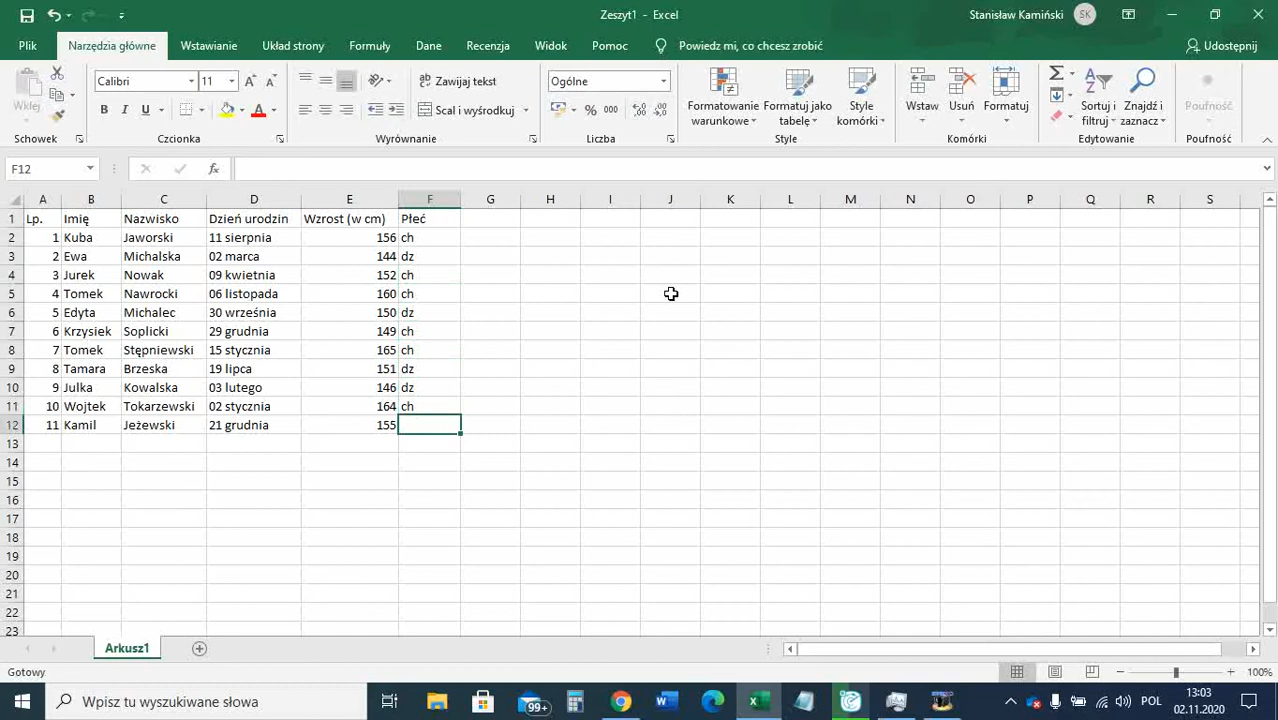 Zeszyt1 - Excel
Stanisław Kamiński SK
Plik Narzędzia główne Wstawianie Układ strony Formuły Dane Recenzja Widok Pomoc Powiedz mi, co chcesz zrobić Udostępnij
Wklej
Schowek
Calibri 11
B I U A
Czcionka
Zawijaj tekst
Scal i wyśrodkuj
Wyrównanie
Ogólne
% 000
Liczba
Formatowanie warunkowe
Formatuj jako tabelę
Style komórki
Style
Wstaw Usuń Formatuj
Komórki
Sortuj i filtruj
Znajdź i zaznacz
Edytowanie
Poufność
Poufność
F12 fx
A B C D E F G H I J K L M N O P Q R S
1 Lp. Imię Nazwisko Dzień urodzin Wzrost (w cm) Płeć
2 1 Kuba Jaworski 11 sierpnia 156 ch
3 2 Ewa Michalska 02 marca 144 dz
4 3 Jurek Nowak 09 kwietnia 152 ch
5 4 Tomek Nawrocki 06 listopada 160 ch
6 5 Edyta Michalec 30 września 150 dz
7 6 Krzysiek Soplicki 29 grudnia 149 ch
8 7 Tomek Stępniewski 15 stycznia 165 ch
9 8 Tamara Brzeska 19 lipca 151 dz
10 9 Julka Kowalska 03 lutego 146 dz
11 10 Wojtek Tokarzewski 02 stycznia 164 ch
12 11 Kamil Jeżewski 21 grudnia 155
13
14
15
16
17
18
19
20
21
22
23
Arkusz1
Gotowy 100%
Wpisz tu wyszukiwane słowa 99+ POL 13:03
02.11.2020